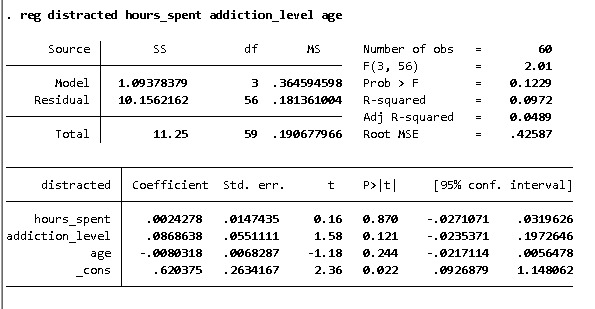 . reg distracted hours_spent addiction_level age
Source SS df MS Number of obs = 60
F(3, 56) = 2.01
Model 1.09378379 3 .364594598 Prob > F = 0.1229
Residual 10.1562162 56 .181361004 R-squared = 0.0972
Adj R-squared = 0.0489
Total 11.25 59 .190677966 Root MSE = .42587
distracted Coefficient Std. err. t P>|t| [95% conf. interval]
hours_spent .0024278 .0147435 0.16 0.870 -.0271071 .0319626
addiction_level .0868638 .0551111 1.58 0.121 -.0235371 .1972646
age -.0080318 .0068287 -1.18 0.244 -.0217114 .0056478
_cons .620375 .2634167 2.36 0.022 .0926879 1.148062